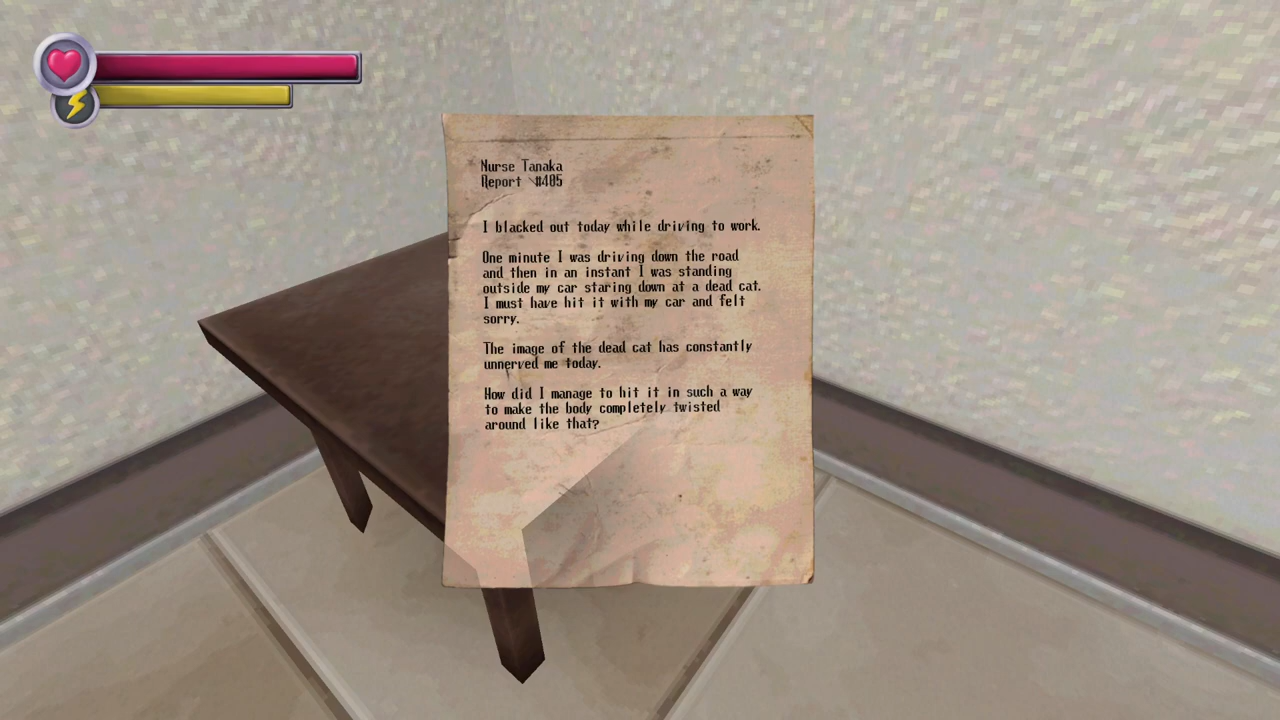 Nurse Tanaka
Report #405
I blacked out today while driving to work.
One minute I was driving down the road
and then in an instant I was standing
outside my car staring down at a dead cat.
I must have hit it with my car and felt
sorry.
The image of the dead cat has constantly
unnerved me today.
How did I manage to hit it in such a way
to make the body completely twisted
around like that?